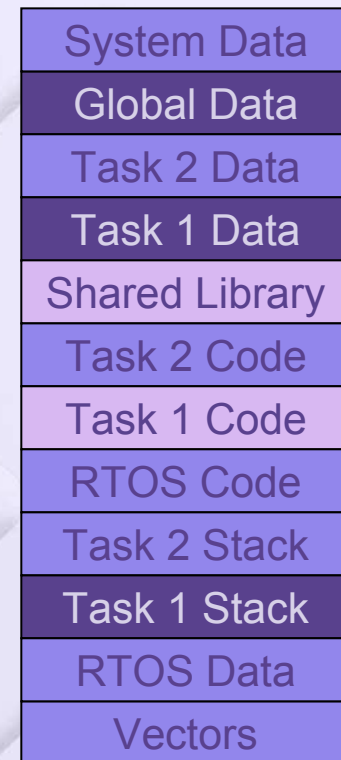 System Data
Global Data
Task 2 Data
Task 1 Data
Shared Library
Task 2 Code
Task 1 Code
RTOS Code
Task 2 Stack
Task 1 Stack
RTOS Data
Vectors